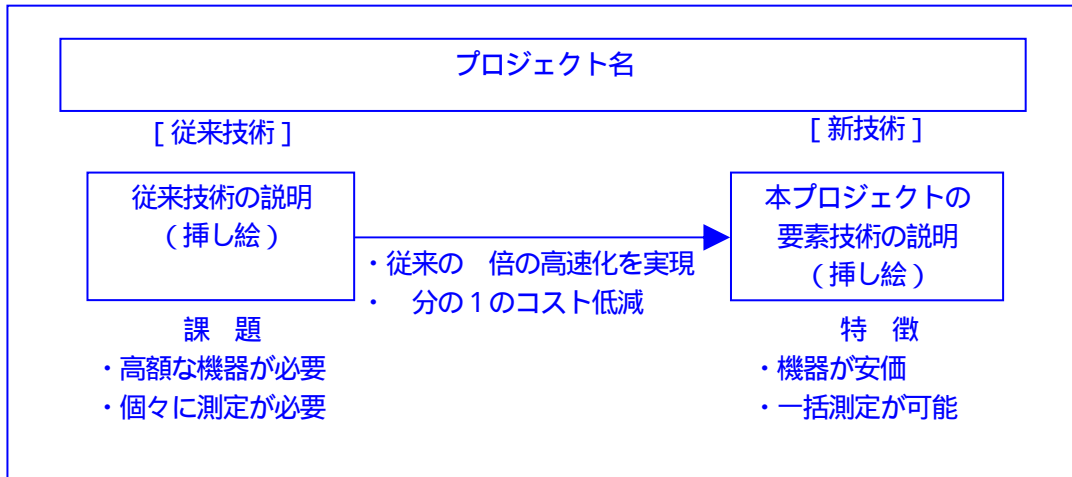 プロジェクト名
[ 従来技術 ]
[ 新技術 ]
従来技術の説明
（挿し絵）
・従来の　倍の高速化を実現
・　分の１のコスト低減
本プロジェクトの
要素技術の説明
（挿し絵）
課　題
・高額な機器が必要
・個々に測定が必要
特　徴
・機器が安価
・一括測定が可能